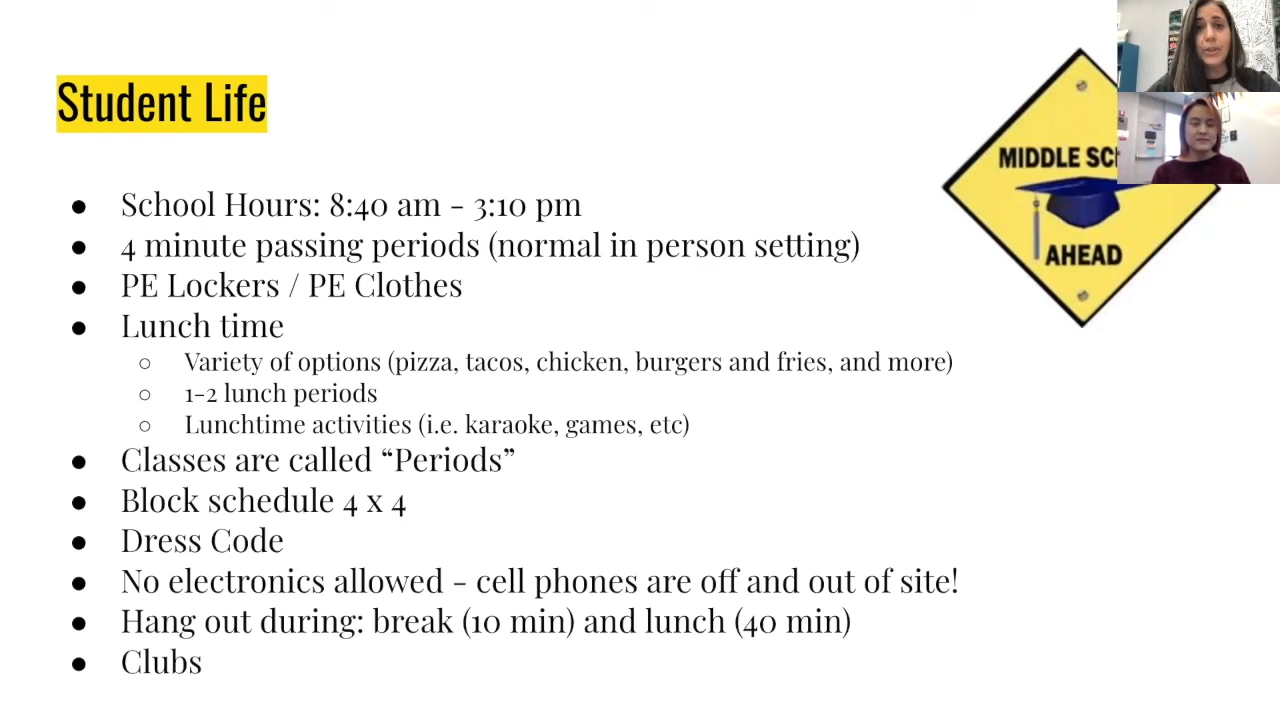 Student Life
● School Hours: 8:40 am - 3:10 pm
● 4 minute passing periods (normal in person setting)
● PE Lockers / PE Clothes
● Lunch time
○ Variety of options (pizza, tacos, chicken, burgers and fries, and more)
○ 1-2 lunch periods
○ Lunchtime activities (i.e. karaoke, games, etc)
● Classes are called “Periods”
● Block schedule 4 x 4
● Dress Code
● No electronics allowed - cell phones are off and out of site!
● Hang out during: break (10 min) and lunch (40 min)
● Clubs
MIDDLE
AHEAD